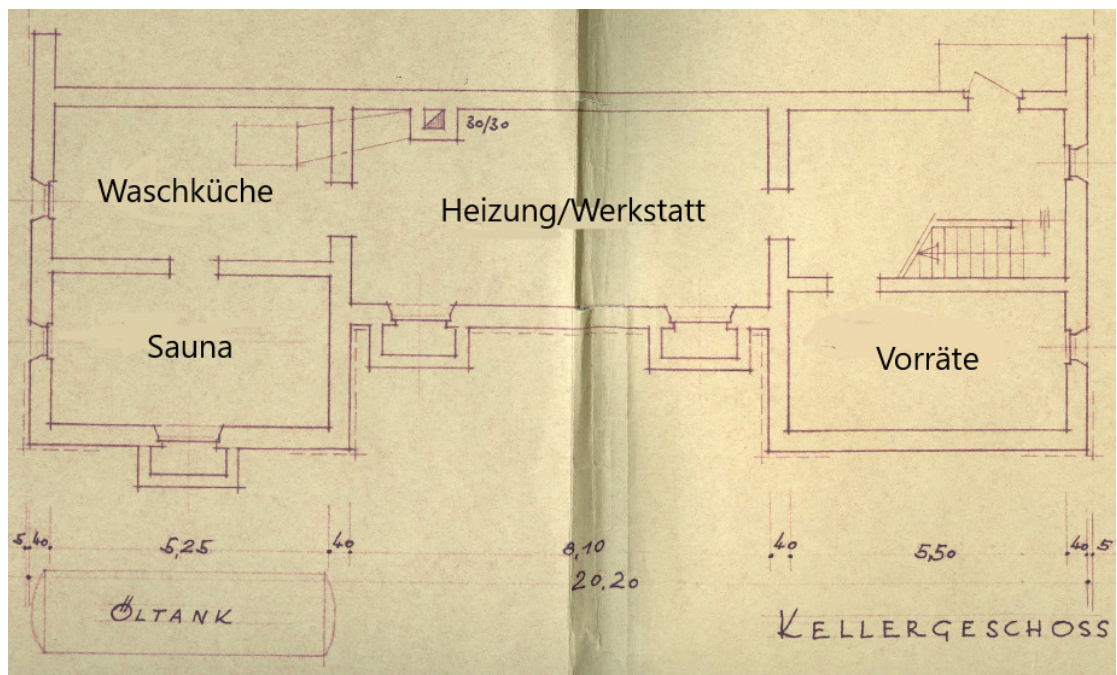 30/30
Waschküche
Heizung/Werkstatt
Sauna
Vorräte
5 40 5,25 40 8,10 40 5,50 40 5
20,20
ÖLTANK
KELLERGESCHOSS